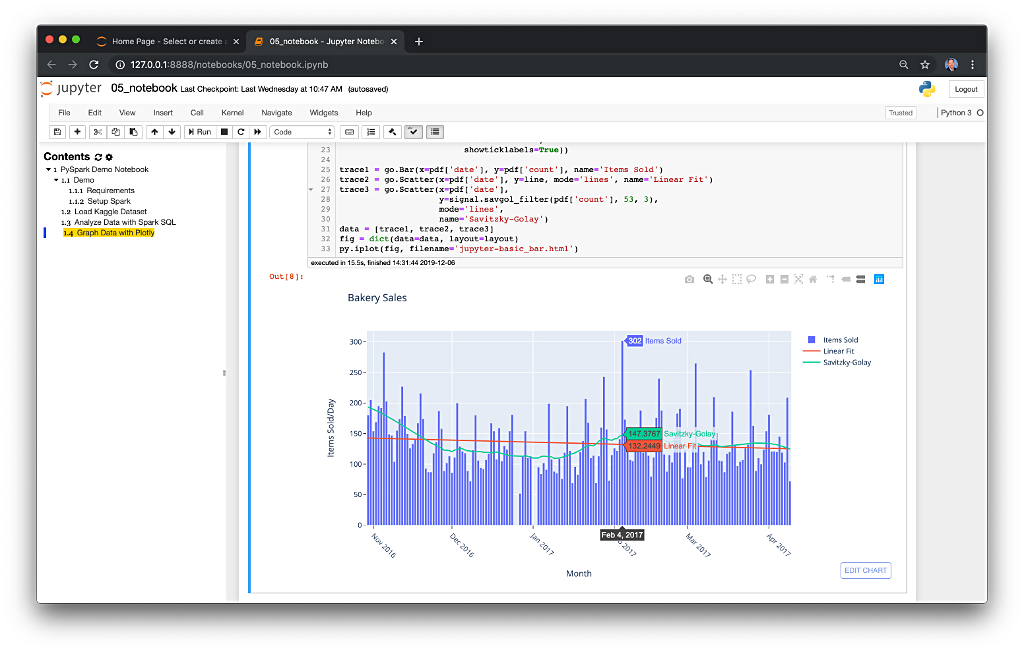 Home Page - Select or create a
05_notebook - Jupyter Notebo
127.0.0.1:8888/notebooks/05_notebook.ipynb
jupyter 05_notebook Last Checkpoint: Last Wednesday at 10:47 AM (autosaved)
Logout
File Edit View Insert Cell Kernel Navigate Widgets Help
Trusted
Python 3
Run
Code
Contents
1 PySpark Demo Notebook
1.1 Demo
1.1.1 Requirements
1.1.2 Setup Spark
1.2 Load Kaggle Dataset
1.3 Analyze Data with Spark SQL
1.4 Graph Data with Plotly
23 showticklabels=True))
24
25 trace1 = go.Bar(x=pdf['date'], y=pdf['count'], name='Items Sold')
26 trace2 = go.Scatter(x=pdf['date'], y=line, mode='lines', name='Linear Fit')
27 trace3 = go.Scatter(x=pdf['date'],
28 y=signal.savgol_filter(pdf['count'], 53, 3),
29 mode='lines',
30 name='Savitzky-Golay')
31 data = [trace1, trace2, trace3]
32 fig = dict(data=data, layout=layout)
33 py.iplot(fig, filename='jupyter-basic_bar.html')
executed in 15.5s, finished 14:31:44 2019-12-06
Out[8]:
Bakery Sales
Items Sold/Day
300
250
200
150
100
50
0
302 Items Sold
147.3767 Savitzky-Golay
132.2449 Linear Fit
Items Sold
Linear Fit
Savitzky-Golay
Nov 2016
Dec 2016
Jan 2017
Feb 4, 2017
2017
Mar 2017
Apr 2017
Month
EDIT CHART